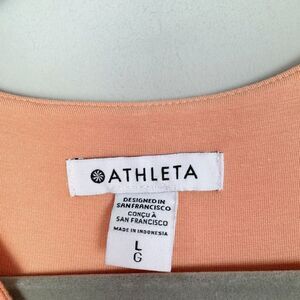 ATHLETA
DESIGNED IN
SAN FRANCISCO
CONÇU À
SAN FRANCISCO
MADE IN INDONESIA
L
G